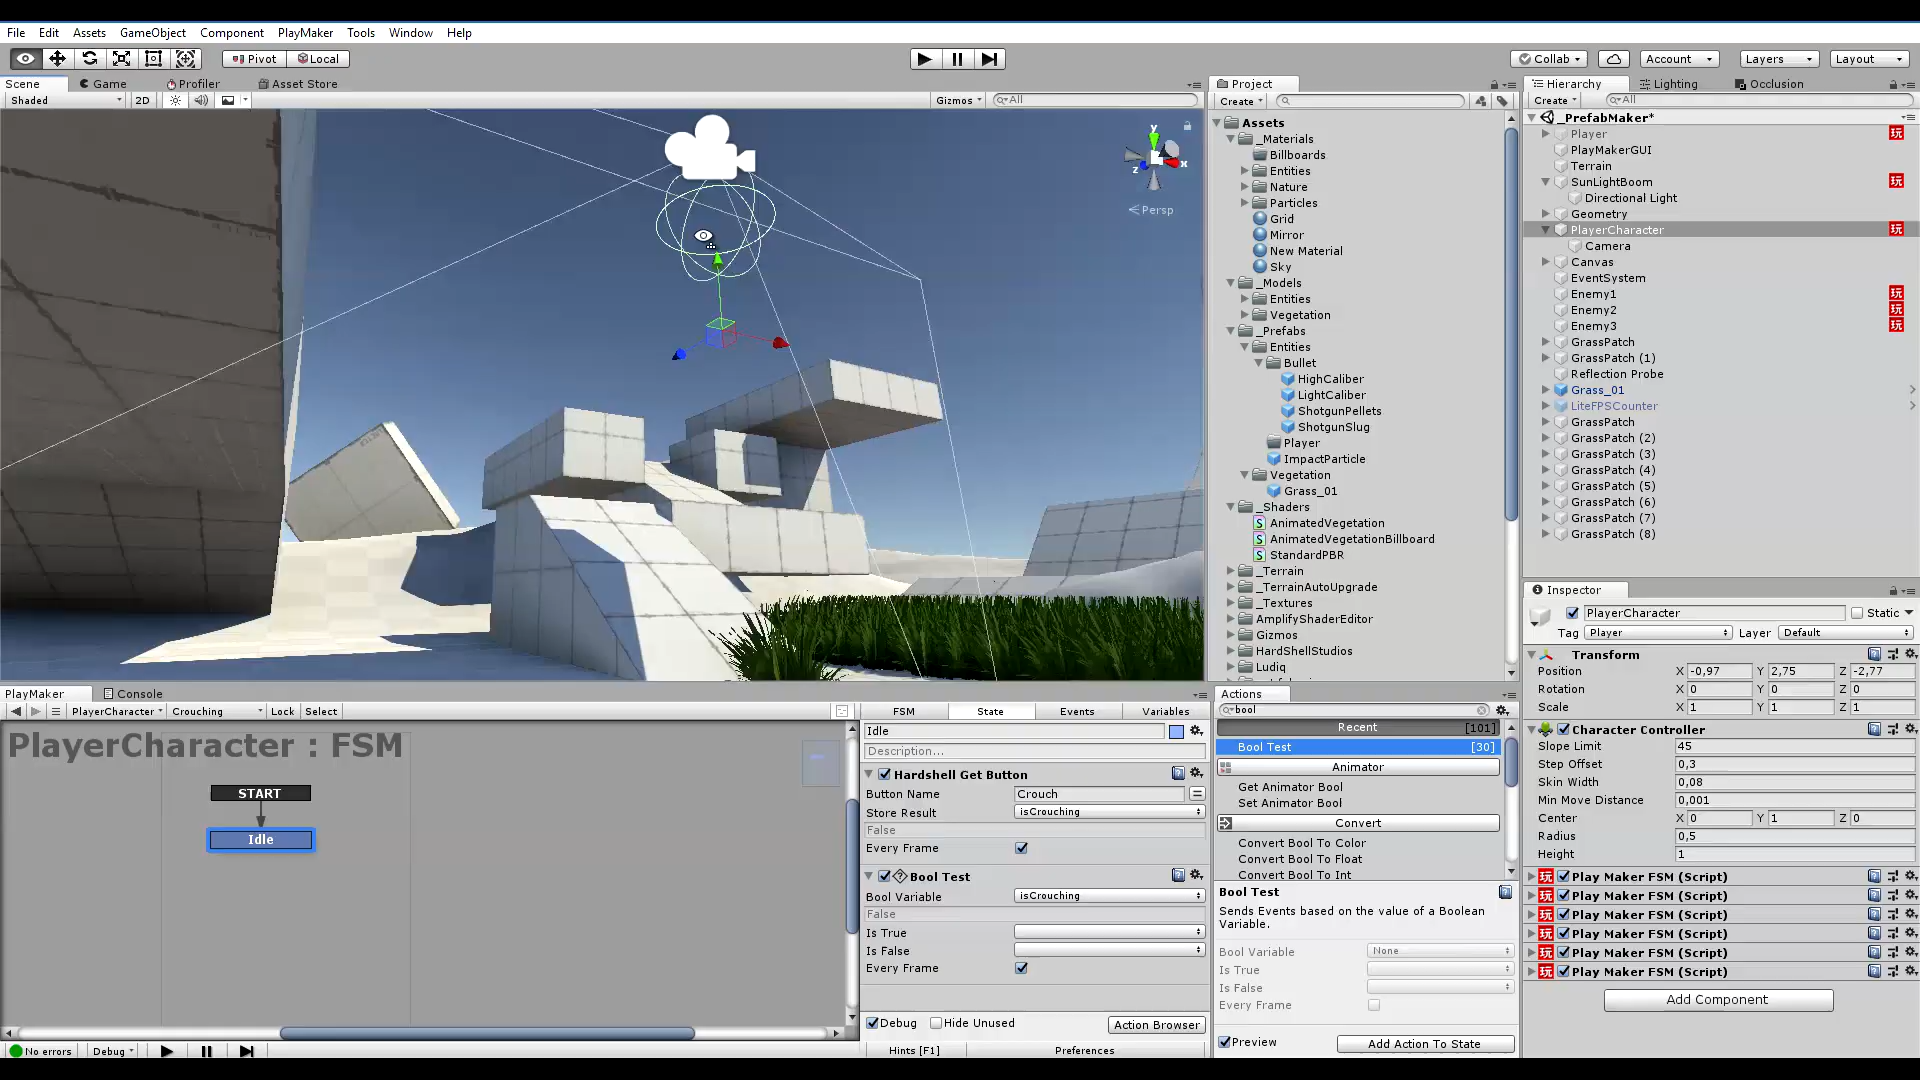 File Edit Assets GameObject Component PlayMaker Tools Window Help
Pivot Local Collab Account Layers Layout
Scene Game Profiler Asset Store
Shaded 2D Gizmos All
y x z
Persp
Project
Create
Assets
_Materials
Billboards
Entities
Nature
Particles
Grid
Mirror
New Material
Sky
_Models
Entities
Vegetation
_Prefabs
Entities
Bullet
HighCaliber
LightCaliber
ShotgunPellets
ShotgunSlug
Player
ImpactParticle
Vegetation
Grass_01
_Shaders
AnimatedVegetation
AnimatedVegetationBillboard
StandardPBR
_Terrain
_TerrainAutoUpgrade
_Textures
AmplifyShaderEditor
Gizmos
HardShellStudios
Ludiq
Hierarchy Lighting Occlusion
Create All
_PrefabMaker*
Player 玩
PlayMakerGUI
Terrain
SunLightBoom 玩
Directional Light
Geometry
PlayerCharacter 玩
Camera
Canvas
EventSystem
Enemy1 玩
Enemy2 玩
Enemy3 玩
GrassPatch
GrassPatch (1)
Reflection Probe
Grass_01
LiteFPSCounter
GrassPatch
GrassPatch (2)
GrassPatch (3)
GrassPatch (4)
GrassPatch (5)
GrassPatch (6)
GrassPatch (7)
GrassPatch (8)
Inspector
PlayerCharacter Static
Tag Player Layer Default
Transform
Position X -0,97 Y 2,75 Z -2,77
Rotation X 0 Y 0 Z 0
Scale X 1 Y 1 Z 1
Character Controller
Slope Limit 45
Step Offset 0,3
Skin Width 0,08
Min Move Distance 0,001
Center X 0 Y 1 Z 0
Radius 0,5
Height 1
玩 Play Maker FSM (Script)
玩 Play Maker FSM (Script)
玩 Play Maker FSM (Script)
玩 Play Maker FSM (Script)
玩 Play Maker FSM (Script)
玩 Play Maker FSM (Script)
Add Component
PlayMaker Console
PlayerCharacter Crouching Lock Select
PlayerCharacter : FSM
START
Idle
No errors Debug
FSM State Events Variables
Idle
Description...
Hardshell Get Button
Button Name Crouch
Store Result isCrouching
False
Every Frame
Bool Test
Bool Variable isCrouching
False
Is True
Is False
Every Frame
Debug Hide Unused Action Browser
Hints [F1] Preferences
Actions
bool
Recent [101]
Bool Test [30]
Animator
Get Animator Bool
Set Animator Bool
Convert
Convert Bool To Color
Convert Bool To Float
Convert Bool To Int
Bool Test
Sends Events based on the value of a Boolean
Variable.
Bool Variable None
Is True
Is False
Every Frame
Preview Add Action To State